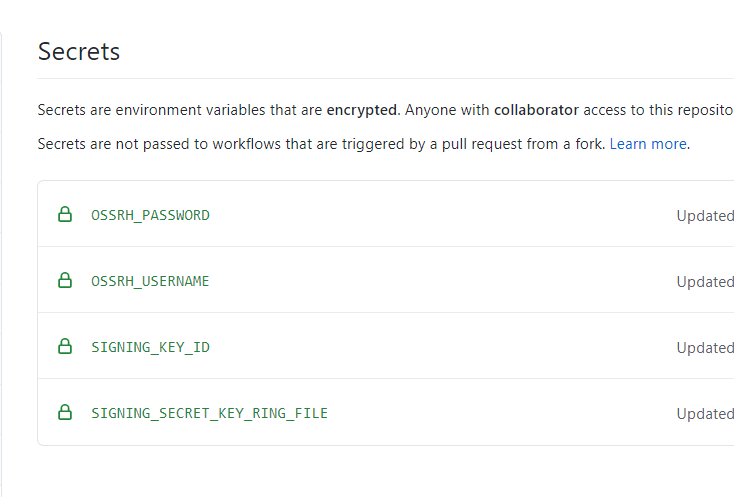 Secrets
Secrets are environment variables that are encrypted. Anyone with collaborator access to this reposito
Secrets are not passed to workflows that are triggered by a pull request from a fork. Learn more.
OSSRH_PASSWORD Updated
OSSRH_USERNAME Updated
SIGNING_KEY_ID Updated
SIGNING_SECRET_KEY_RING_FILE Updated